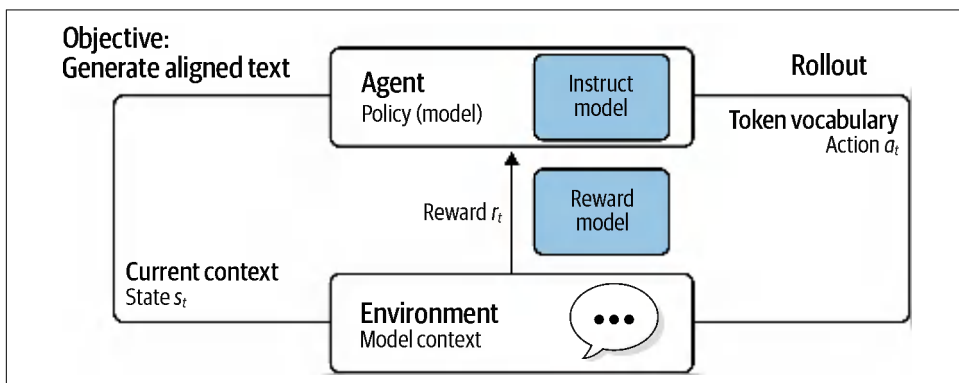 Objective:
Generate aligned text
Rollout
Agent
Policy (model)
Instruct
model
Token vocabulary
Action aₜ
Reward rₜ
Reward
model
Current context
State sₜ
Environment
Model context